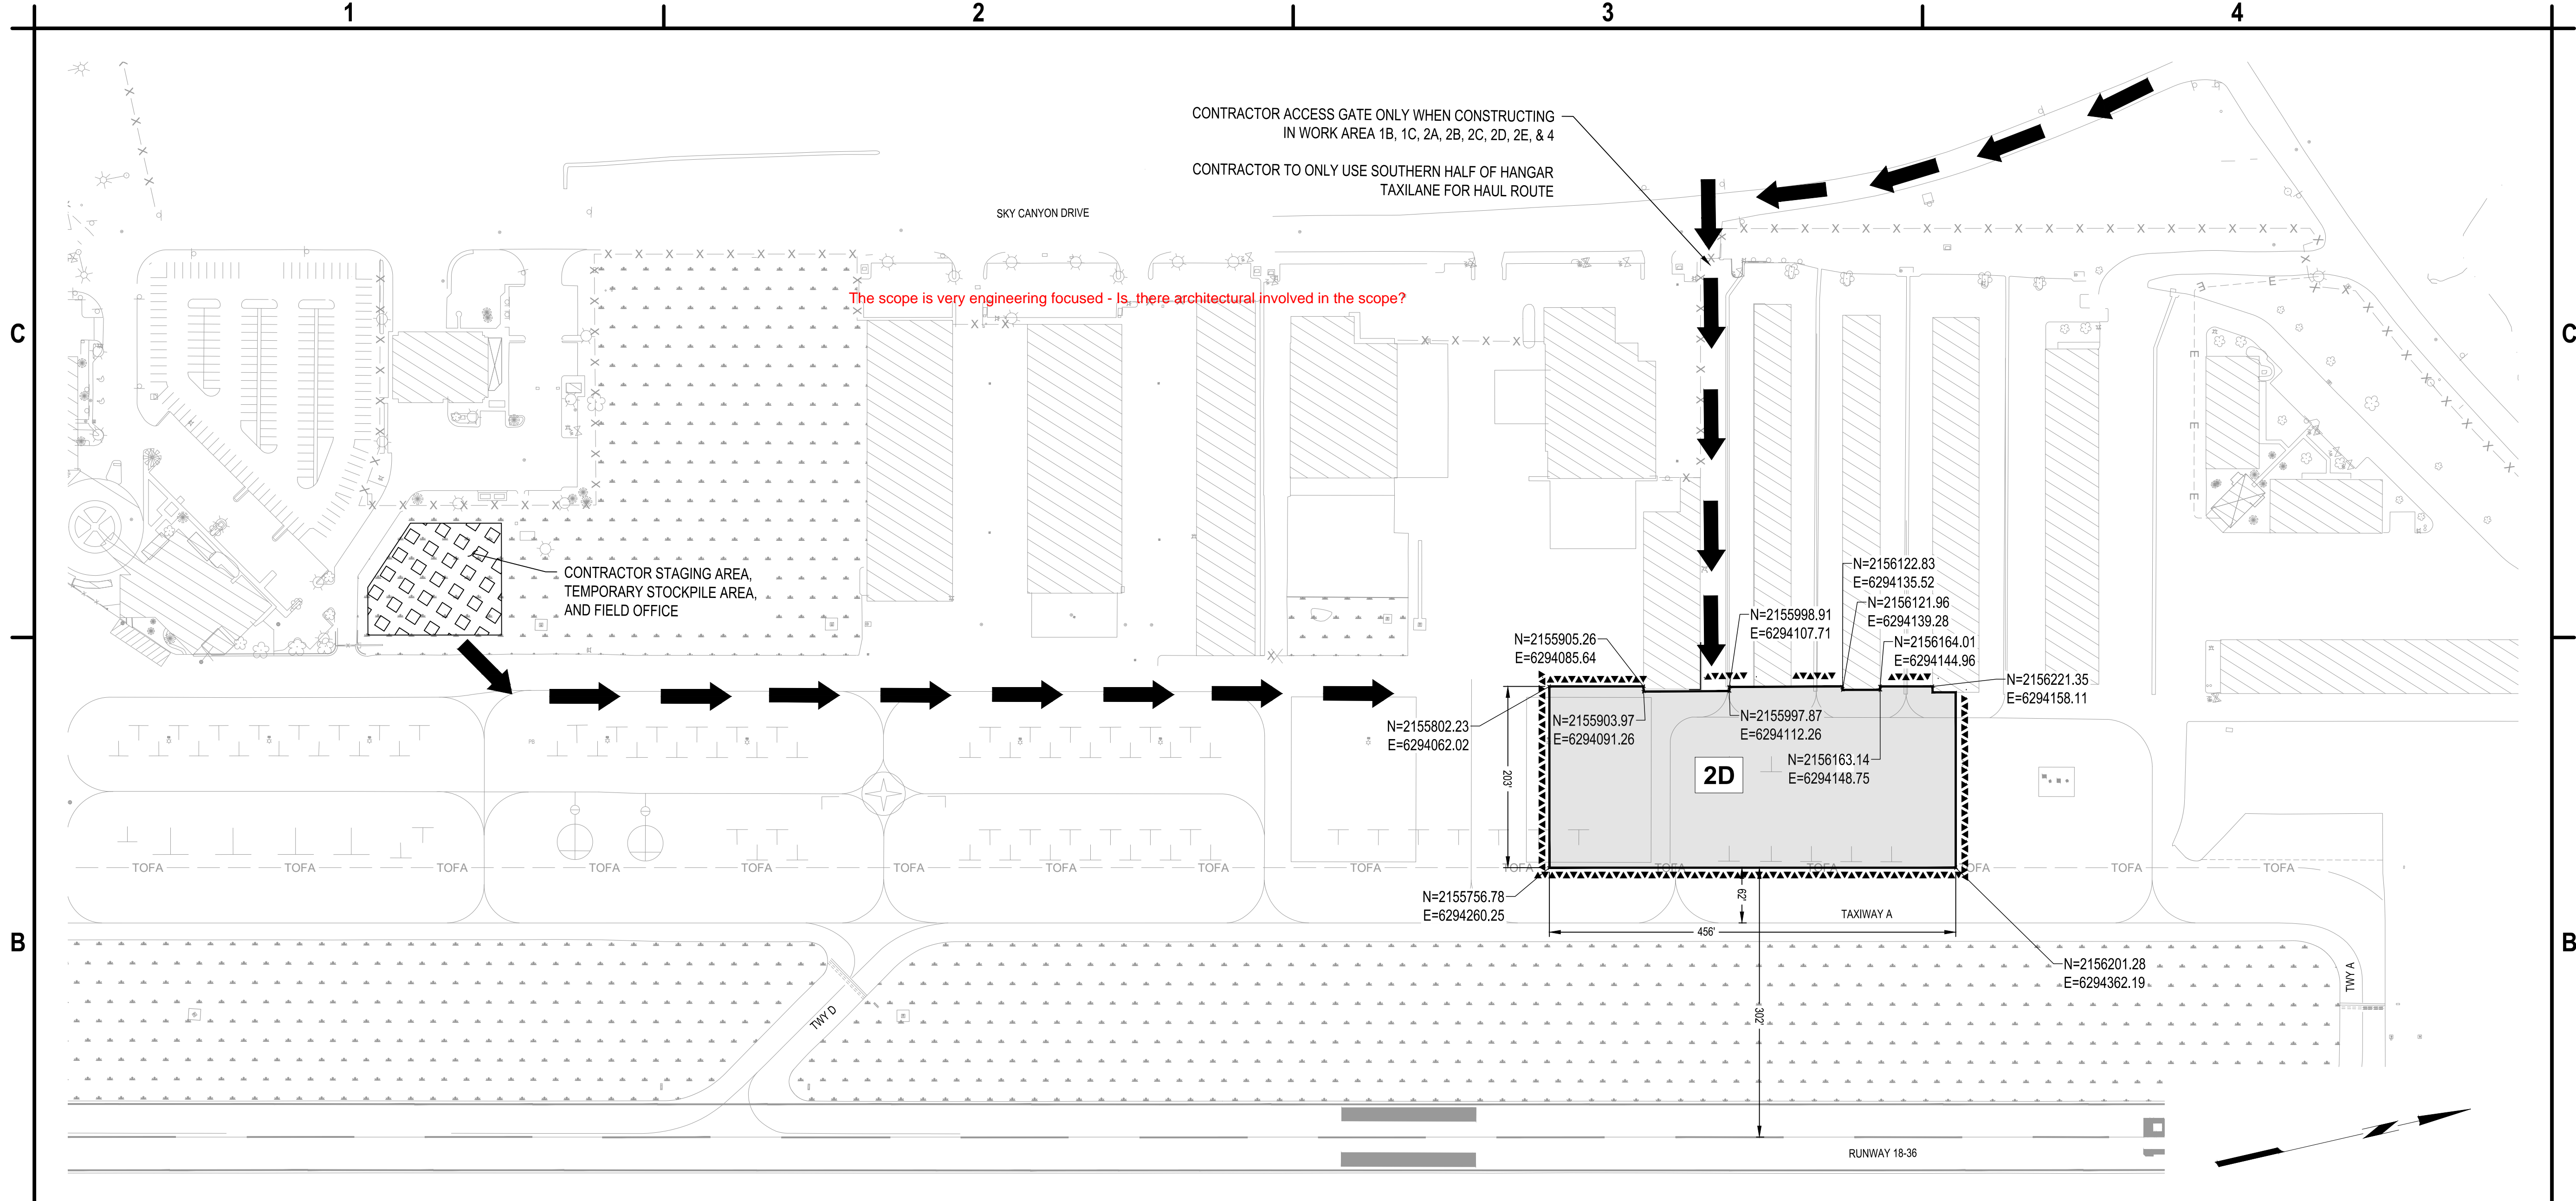 1
2
3
4
CONTRACTOR ACCESS GATE ONLY WHEN CONSTRUCTING
IN WORK AREA 1B, 1C, 2A, 2B, 2C, 2D, 2E, & 4
CONTRACTOR TO ONLY USE SOUTHERN HALF OF HANGAR
TAXILANE FOR HAUL ROUTE
SKY CANYON DRIVE
The scope is very engineering focused - Is there architectural involved in the scope?
C
C
CONTRACTOR STAGING AREA,
TEMPORARY STOCKPILE AREA,
AND FIELD OFFICE
N=2156122.83
E=6294135.52
N=2156121.96
E=6294139.28
N=2155998.91
E=6294107.71
N=2155905.26
E=6294085.64
N=2156164.01
E=6294144.96
N=2156221.35
E=6294158.11
N=2155802.23
E=6294062.02
N=2155903.97
E=6294091.26
N=2155997.87
E=6294112.26
N=2156163.14
E=6294148.75
203'
2D
TOFA TOFA TOFA TOFA TOFA TOFA TOFA TOFA TOFA TOFA TOFA TOFA TOFA TOFA TOFA
N=2155756.78
E=6294260.25
62'
TAXIWAY A
456'
B
B
N=2156201.28
E=6294362.19
TWY A
TWY D
302'
RUNWAY 18-36